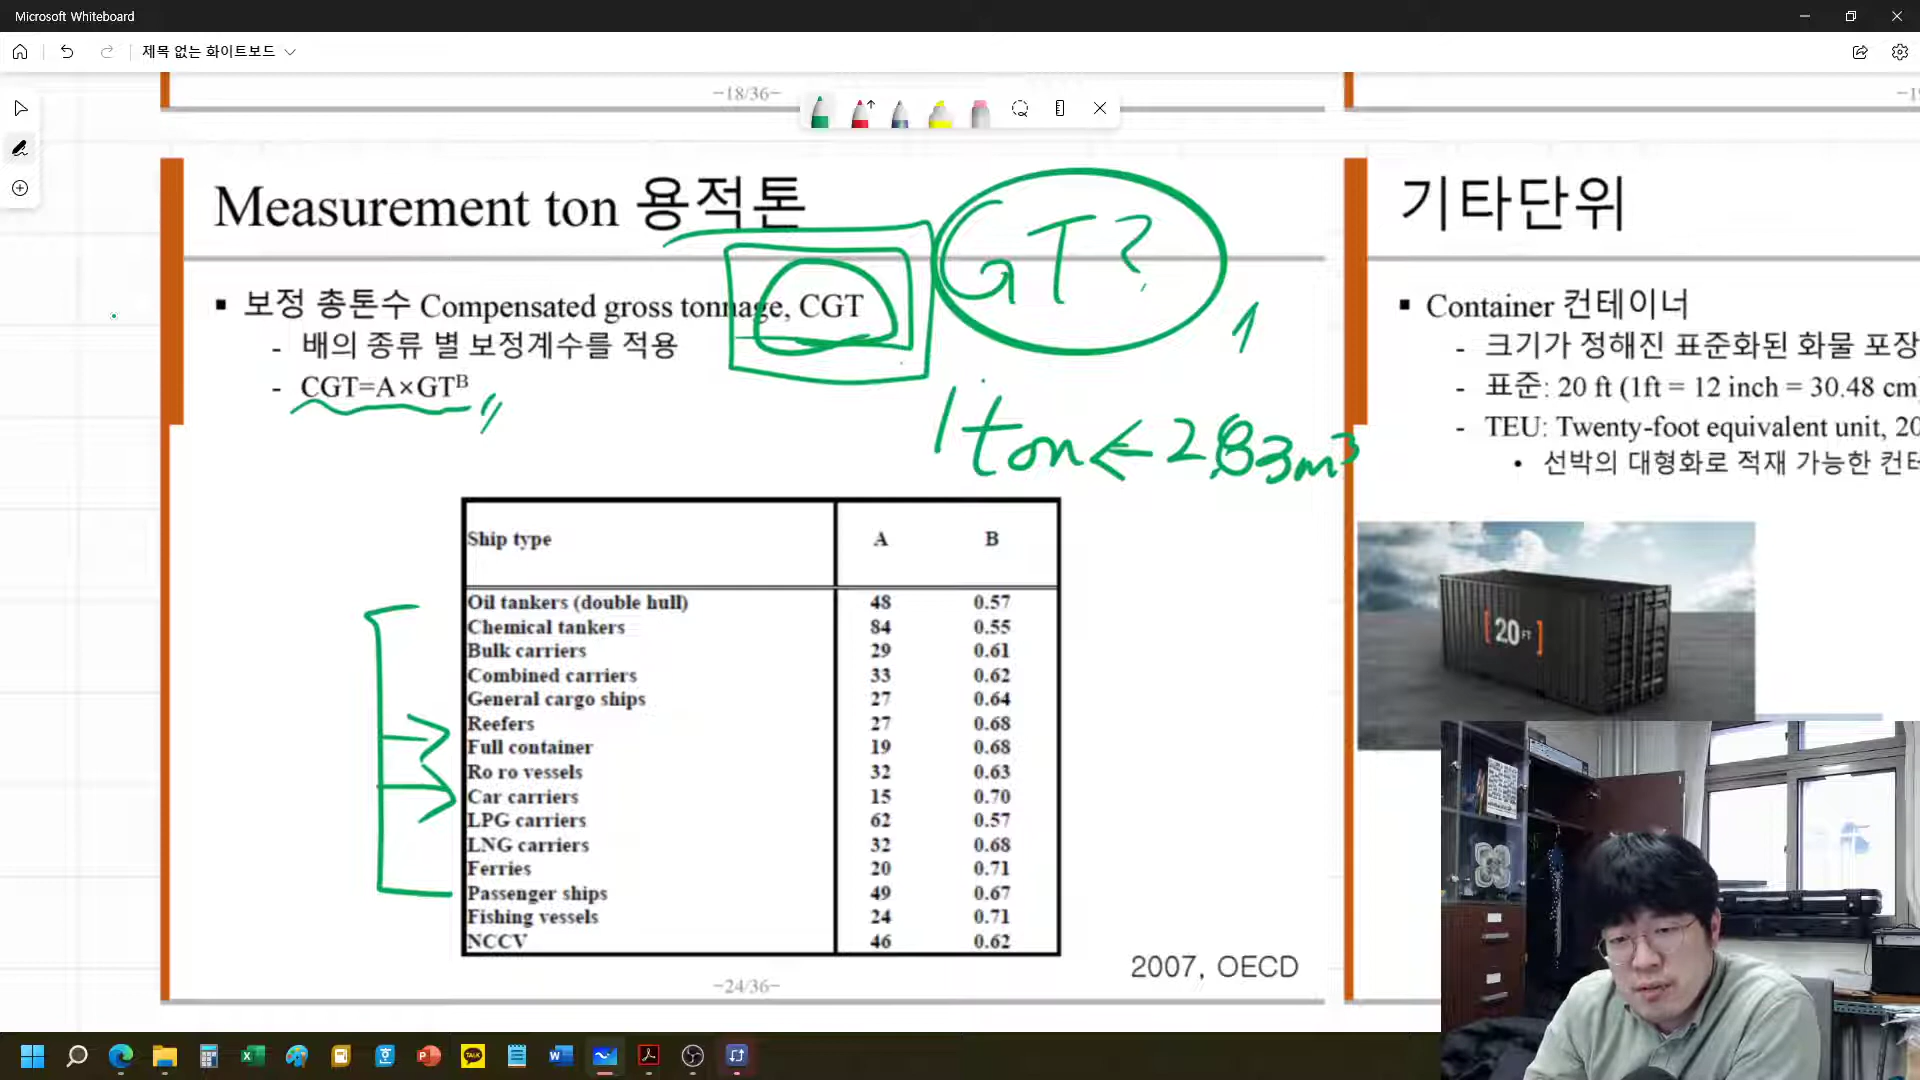 Microsoft Whiteboard
제목 없는 화이트보드
-18/36-
Measurement ton 용적톤
GT?
▪ 보정 총톤수 Compensated gross tonnage, CGT
- 배의 종류 별 보정계수를 적용
- CGT=A×GTᴮ
1ton←2.83m³
Ship type A B
Oil tankers (double hull) 48 0.57
Chemical tankers 84 0.55
Bulk carriers 29 0.61
Combined carriers 33 0.62
General cargo ships 27 0.64
Reefers 27 0.68
Full container 19 0.68
Ro ro vessels 32 0.63
Car carriers 15 0.70
LPG carriers 62 0.57
LNG carriers 32 0.68
Ferries 20 0.71
Passenger ships 49 0.67
Fishing vessels 24 0.71
NCCV 46 0.62
2007, OECD
-24/36-
기타단위
▪ Container 컨테이너
- 크기가 정해진 표준화된 화물 포장
- 표준: 20 ft (1ft = 12 inch = 30.48 cm
- TEU: Twenty-foot equivalent unit, 20
• 선박의 대형화로 적재 가능한
[20FT]
TALK